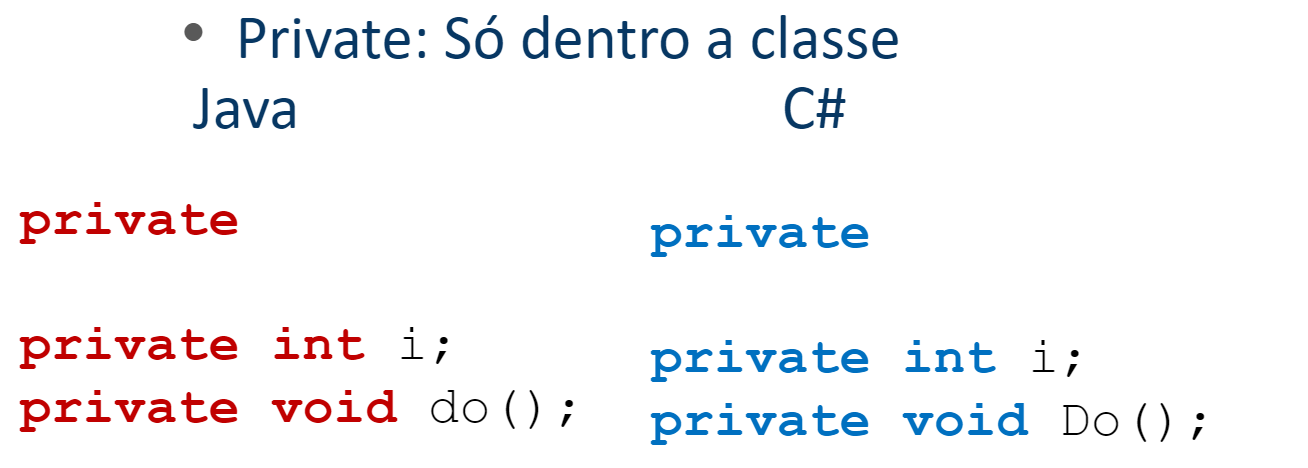 • Private: Só dentro a classe
Java
C#
private
private
private int i;
private int i;
private void do();
private void Do();